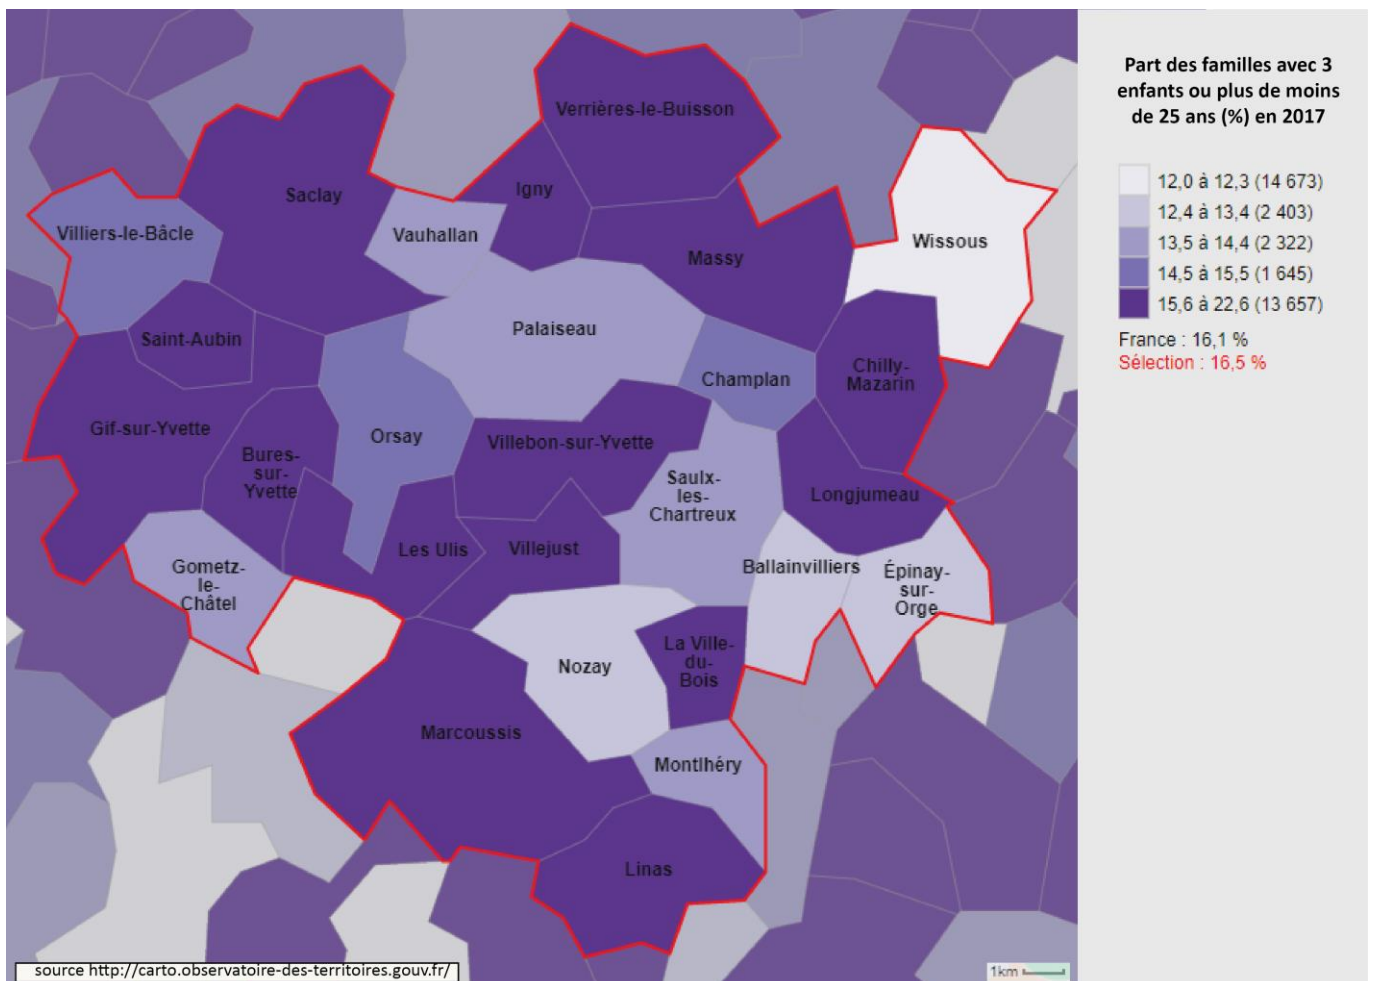 Part des familles avec 3
enfants ou plus de moins
de 25 ans (%) en 2017
12,0 à 12,3 (14 673)
12,4 à 13,4 (2 403)
13,5 à 14,4 (2 322)
14,5 à 15,5 (1 645)
15,6 à 22,6 (13 657)
France : 16,1 %
Sélection : 16,5 %
Verrières-le-Buisson
Igny
Saclay
Vauhallan
Villiers-le-Bâcle
Wissous
Massy
Palaiseau
Saint-Aubin
Champlan
Chilly-
Mazarin
Gif-sur-Yvette
Orsay
Villebon-sur-Yvette
Bures-
sur-
Yvette
Saulx-
les-
Chartreux
Longjumeau
Les Ulis
Villejust
Gometz-
le-
Châtel
Ballainvilliers
Épinay-
sur-
Orge
La Ville-
du-
Bois
Nozay
Marcoussis
Montlhéry
Linas
source http://carto.observatoire-des-territoires.gouv.fr/
1km